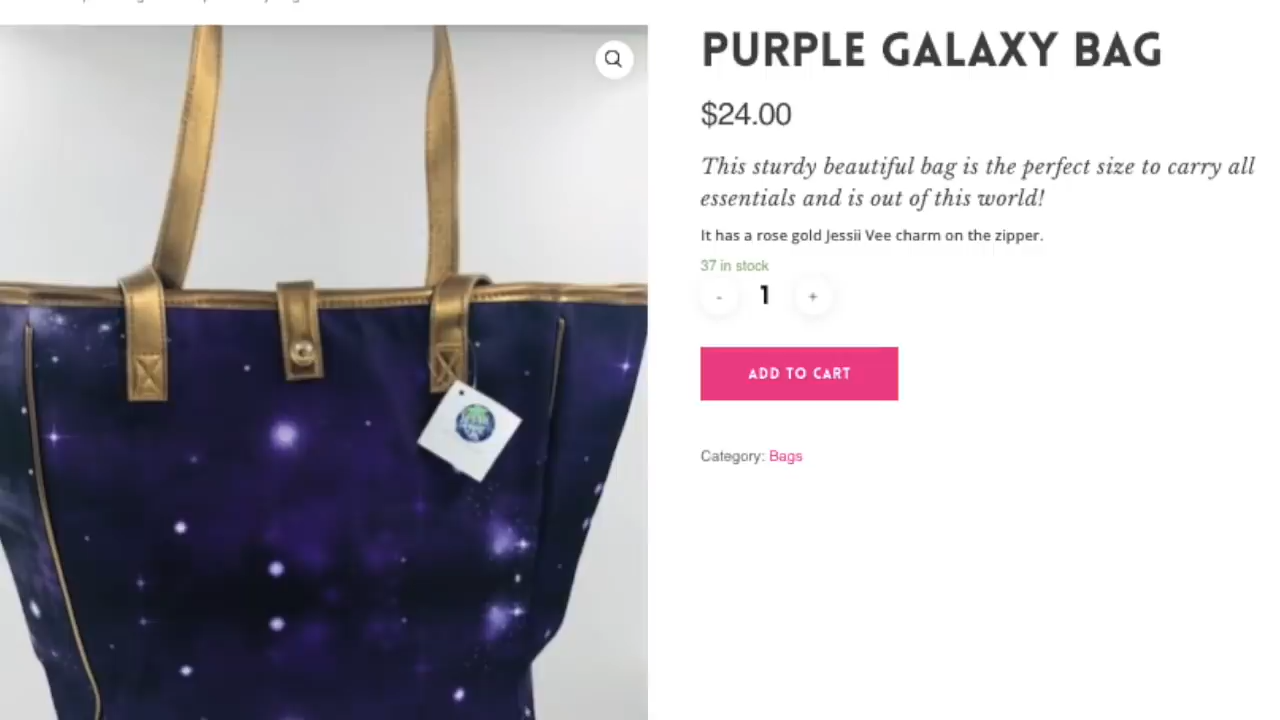 PURPLE GALAXY BAG
$24.00
This sturdy beautiful bag is the perfect size to carry all
essentials and is out of this world!
It has a rose gold Jessii Vee charm on the zipper.
37 in stock
- 1 +
ADD TO CART
Category: Bags